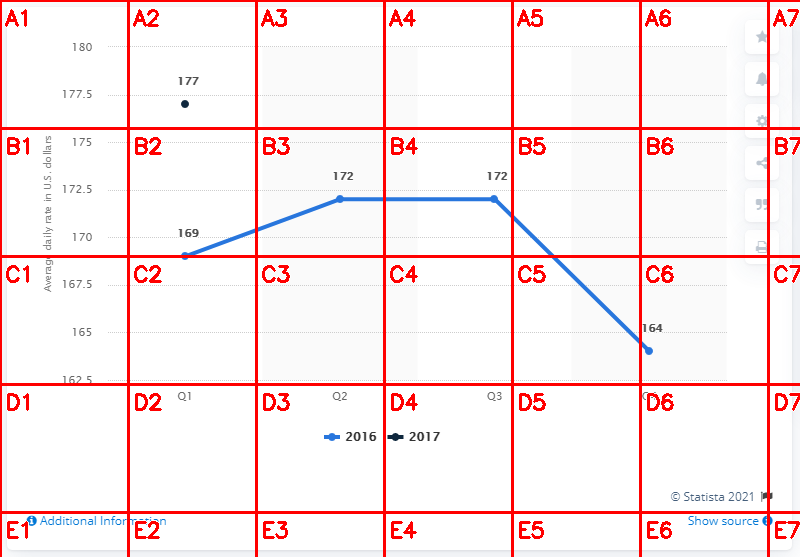 180
177
177.5
175
172
172
172.5
169
170
167.5
164
165
162.5
Average daily rate in U.S. dollars
Q1 Q2 Q3
2016 2017
© Statista 2021
Additional Information Show source
A1 A2 A3 A4 A5 A6 A7
B1 B2 B3 B4 B5 B6 B7
C1 C2 C3 C4 C5 C6 C7
D1 D2 D3 D4 D5 D6 D7
E1 E2 E3 E4 E5 E6 E7